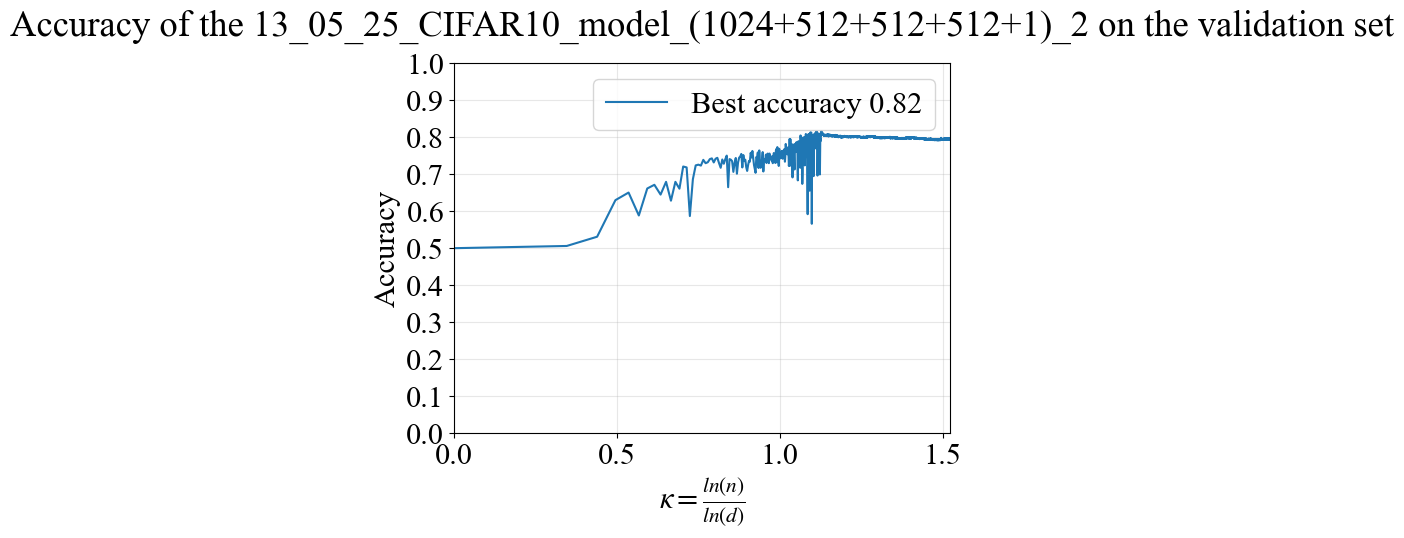 Accuracy of the 13_05_25_CIFAR10_model_(1024+512+512+512+1)_2 on the validation set
1.0
0.9
0.8
0.7
0.6
0.5
0.4
0.3
0.2
0.1
0.0
Accuracy
Best accuracy 0.82
0.0 0.5 1.0 1.5
κ = ln(n)/ln(d)